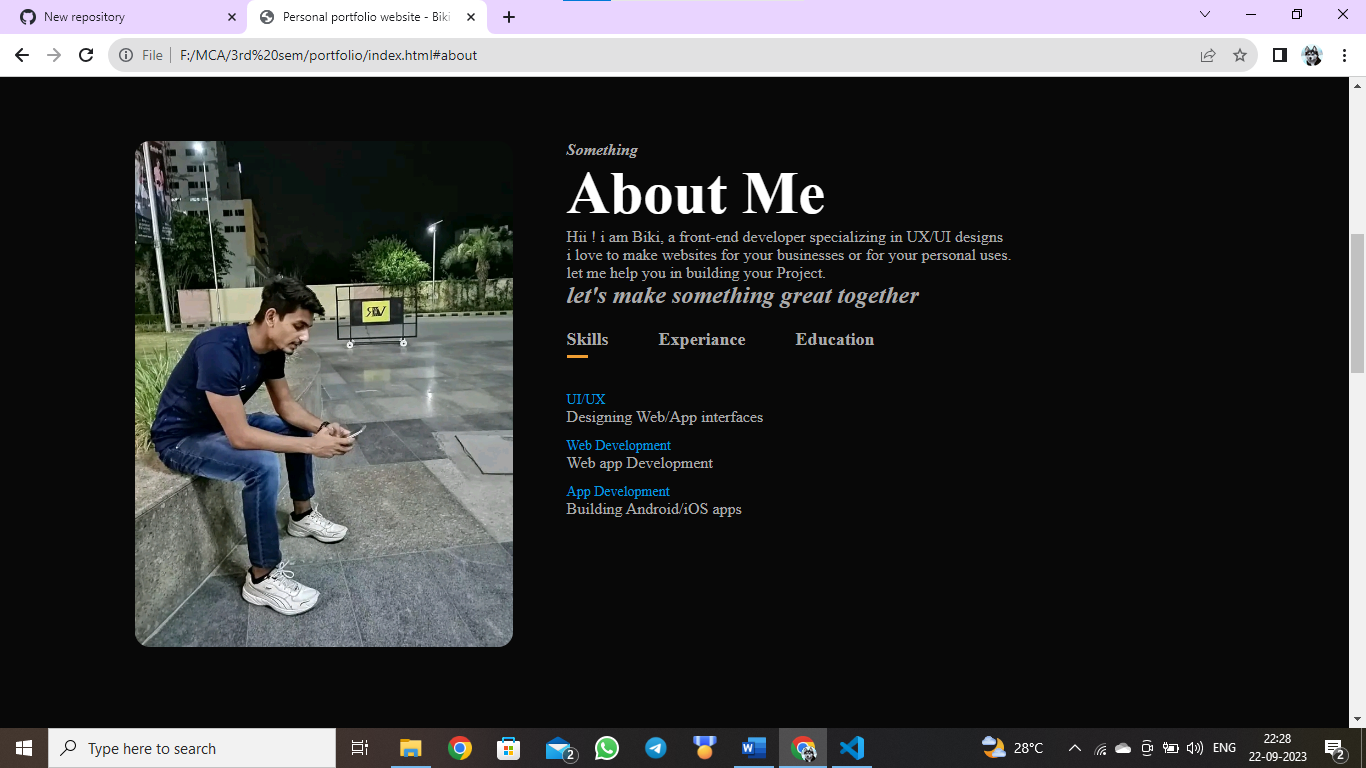 New repository
Personal portfolio website - Biki
File
F:/MCA/3rd%20sem/portfolio/index.html#about
Something
About Me
Hii ! i am Biki, a front-end developer specializing in UX/UI designs
i love to make websites for your businesses or for your personal uses.
let me help you in building your Project.
let's make something great together
Skills Experiance Education
UI/UX
Designing Web/App interfaces
Web Development
Web app Development
App Development
Building Android/iOS apps
Type here to search
2
28°C
ENG
22:28
22-09-2023
2